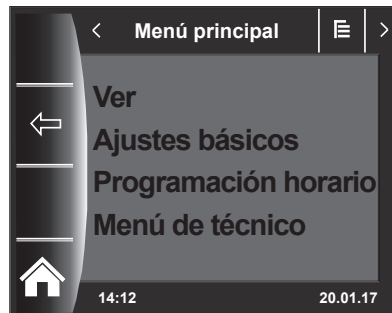 Menú principal
Ver
Ajustes básicos
Programación horario
Menú de técnico
14:12 20.01.17